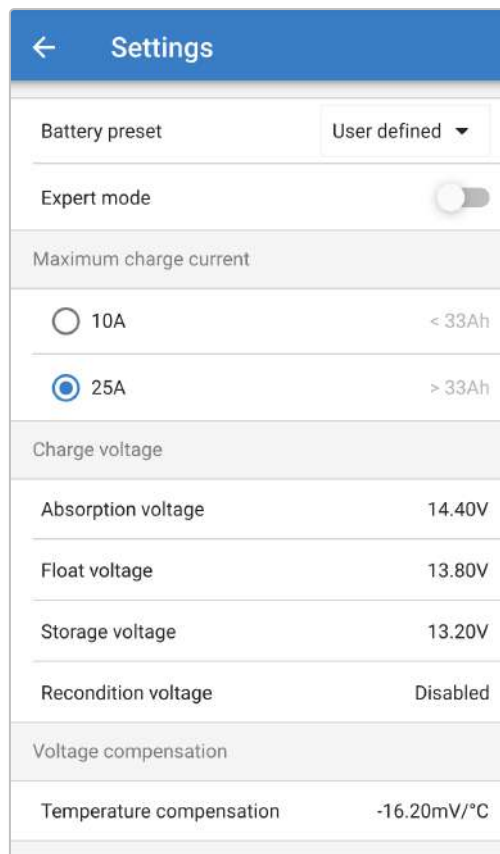 Settings
Battery preset User defined
Expert mode
Maximum charge current
10A < 33Ah
25A > 33Ah
Charge voltage
Absorption voltage 14.40V
Float voltage 13.80V
Storage voltage 13.20V
Recondition voltage Disabled
Voltage compensation
Temperature compensation -16.20mV/°C